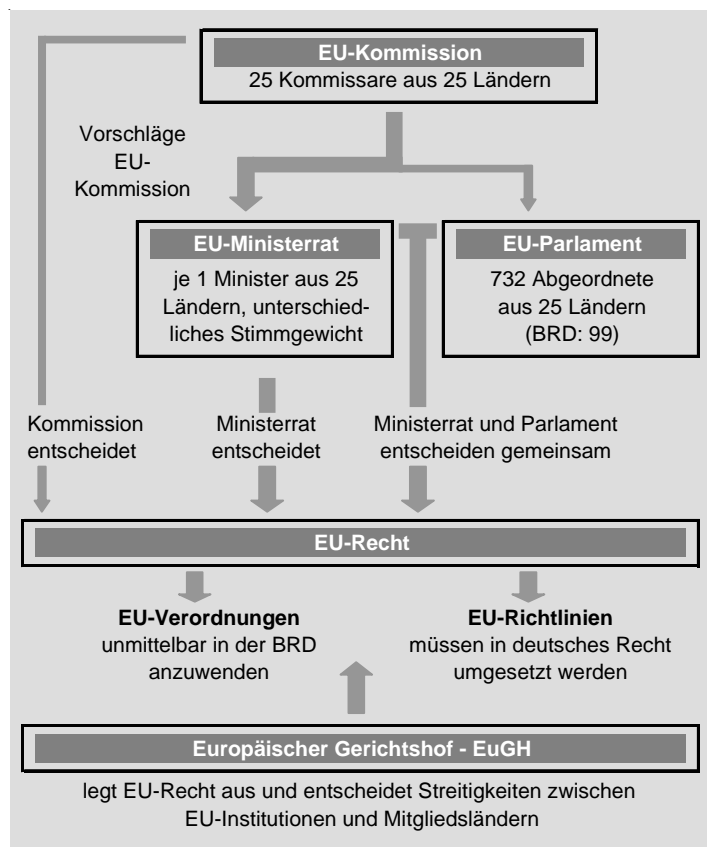 EU-Kommission
25 Kommissare aus 25 Ländern
Vorschläge
EU-
Kommission
EU-Ministerrat
je 1 Minister aus 25
Ländern, unterschied-
liches Stimmgewicht
EU-Parlament
732 Abgeordnete
aus 25 Ländern
(BRD: 99)
Kommission
entscheidet
Ministerrat
entscheidet
Ministerrat und Parlament
entscheiden gemeinsam
EU-Recht
EU-Verordnungen
unmittelbar in der BRD
anzuwenden
EU-Richtlinien
müssen in deutsches Recht
umgesetzt werden
Europäischer Gerichtshof - EuGH
legt EU-Recht aus und entscheidet Streitigkeiten zwischen
EU-Institutionen und Mitgliedsländern